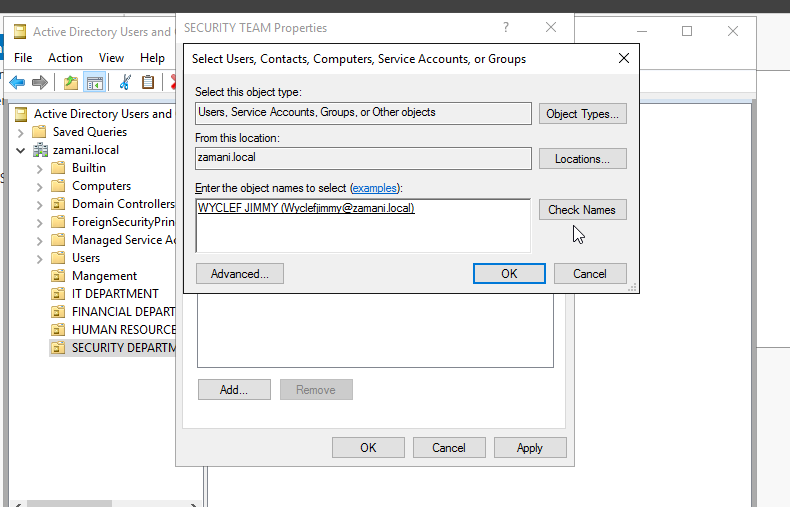 SECURITY TEAM Properties
?
Active Directory Users and
File Action View Help
Select Users, Contacts, Computers, Service Accounts, or Groups
Select this object type:
Users, Service Accounts, Groups, or Other objects
Object Types...
From this location:
zamani.local
Locations...
Enter the object names to select (examples):
WYCLEF JIMMY (Wyclefjimmy@zamani.local)
Check Names
Advanced...
OK
Cancel
Active Directory Users and
Saved Queries
zamani.local
Builtin
Computers
Domain Controllers
ForeignSecurityPrin
Managed Service Ac
Users
Mangement
IT DEPARTMENT
FINANCIAL DEPART
HUMAN RESOURCE
SECURITY DEPARTM
Add...
Remove
OK
Cancel
Apply